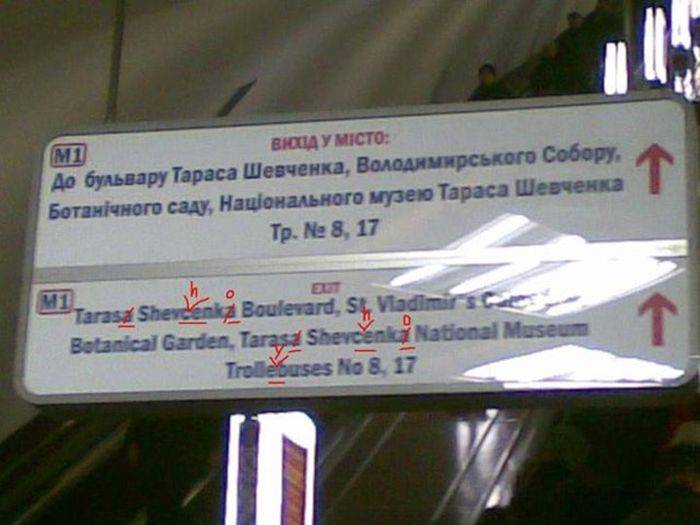 M1 ВИХІД У МІСТО:
До бульвару Тараса Шевченка, Володимирського Собору,
Ботанічного саду, Національного музею Тараса Шевченка
Тр. № 8, 17
M1 EXIT
h o
Tarasa Shevcenka Boulevard, St. Vladimir's
h o
Botanical Garden, Tarasa Shevcenka National Museum
y
Trollebuses No 8, 17